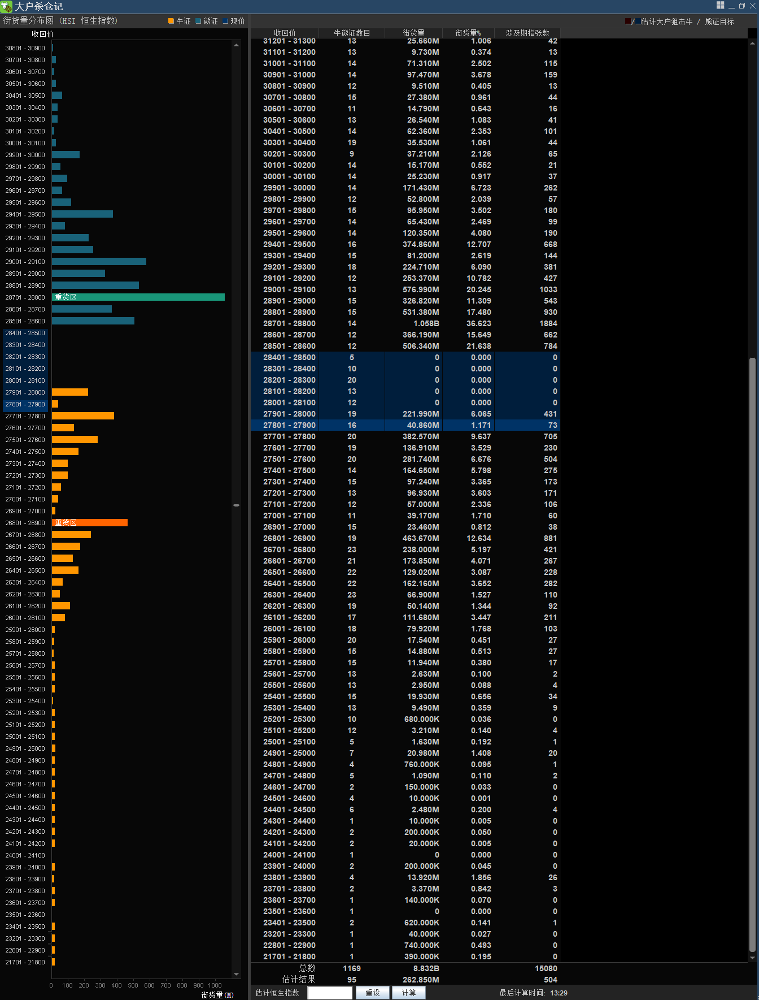 大户杀仓记
街货量分布图 (HSI 恒生指数)
牛证 熊证 现价
收回价
30801 - 30900
30701 - 30800
30601 - 30700
30501 - 30600
30401 - 30500
30301 - 30400
30201 - 30300
30101 - 30200
30001 - 30100
29901 - 30000
29801 - 29900
29701 - 29800
29601 - 29700
29501 - 29600
29401 - 29500
29301 - 29400
29201 - 29300
29101 - 29200
29001 - 29100
28901 - 29000
28801 - 28900
28701 - 28800 重货区
28601 - 28700
28501 - 28600
28401 - 28500
28301 - 28400
28201 - 28300
28101 - 28200
28001 - 28100
27901 - 28000
27801 - 27900
27701 - 27800
27601 - 27700
27501 - 27600
27401 - 27500
27301 - 27400
27201 - 27300
27101 - 27200
27001 - 27100
26901 - 27000
26801 - 26900 重货区
26701 - 26800
26601 - 26700
26501 - 26600
26401 - 26500
26301 - 26400
26201 - 26300
26101 - 26200
26001 - 26100
25901 - 26000
25801 - 25900
25701 - 25800
25601 - 25700
25501 - 25600
25401 - 25500
25301 - 25400
25201 - 25300
25101 - 25200
25001 - 25100
24901 - 25000
24801 - 24900
24701 - 24800
24601 - 24700
24501 - 24600
24401 - 24500
24301 - 24400
24201 - 24300
24101 - 24200
24001 - 24100
23901 - 24000
23801 - 23900
23701 - 23800
23601 - 23700
23501 - 23600
23401 - 23500
23201 - 23300
22801 - 22900
21701 - 21800
0 100 200 300 400 500 600 700 800 900 1000
街货量(M)
/ 估计大户狙击牛 / 熊证目标
收回价 牛熊证数目 街货量 街货量% 涉及期指张数
31201 - 31300 13 25.660M 1.006 42
31101 - 31200 13 9.730M 0.374 13
31001 - 31100 14 71.310M 2.502 115
30901 - 31000 14 97.470M 3.678 159
30801 - 30900 12 9.510M 0.405 13
30701 - 30800 15 27.380M 0.961 44
30601 - 30700 11 14.790M 0.643 16
30501 - 30600 13 26.540M 1.083 41
30401 - 30500 14 62.360M 2.353 101
30301 - 30400 19 35.530M 1.061 44
30201 - 30300 9 37.210M 2.126 65
30101 - 30200 14 15.170M 0.552 21
30001 - 30100 14 25.230M 0.917 37
29901 - 30000 14 171.430M 6.723 262
29801 - 29900 12 52.800M 2.039 57
29701 - 29800 15 95.950M 3.502 180
29601 - 29700 14 65.430M 2.469 99
29501 - 29600 14 120.350M 4.080 190
29401 - 29500 16 374.860M 12.707 668
29301 - 29400 15 81.200M 2.619 144
29201 - 29300 18 224.710M 6.090 381
29101 - 29200 12 253.370M 10.782 427
29001 - 29100 13 576.990M 20.245 1033
28901 - 29000 15 326.820M 11.309 543
28801 - 28900 15 531.380M 17.480 930
28701 - 28800 14 1.058B 36.623 1884
28601 - 28700 12 366.190M 15.649 662
28501 - 28600 12 506.340M 21.638 784
28401 - 28500 5 0 0.000 0
28301 - 28400 10 0 0.000 0
28201 - 28300 20 0 0.000 0
28101 - 28200 13 0 0.000 0
28001 - 28100 12 0 0.000 0
27901 - 28000 19 221.990M 6.065 431
27801 - 27900 16 40.860M 1.171 73
27701 - 27800 20 382.570M 9.637 705
27601 - 27700 19 136.910M 3.529 230
27501 - 27600 20 281.740M 6.676 504
27401 - 27500 14 164.650M 5.798 275
27301 - 27400 15 97.240M 3.365 173
27201 - 27300 13 96.930M 3.603 171
27101 - 27200 12 57.000M 2.336 106
27001 - 27100 11 39.170M 1.710 60
26901 - 27000 15 23.460M 0.812 38
26801 - 26900 19 463.670M 12.634 881
26701 - 26800 23 238.000M 5.197 421
26601 - 26700 21 173.850M 4.071 267
26501 - 26600 22 129.020M 3.087 228
26401 - 26500 22 162.160M 3.652 282
26301 - 26400 23 66.900M 1.527 110
26201 - 26300 19 50.140M 1.344 92
26101 - 26200 17 111.680M 3.447 211
26001 - 26100 18 79.920M 1.768 103
25901 - 26000 20 17.540M 0.451 27
25801 - 25900 15 14.880M 0.513 27
25701 - 25800 15 11.940M 0.380 17
25601 - 25700 13 2.630M 0.100 2
25501 - 25600 13 2.950M 0.088 4
25401 - 25500 15 19.930M 0.656 34
25301 - 25400 13 9.490M 0.359 9
25201 - 25300 10 680.000K 0.036 0
25101 - 25200 12 3.210M 0.140 4
25001 - 25100 5 1.630M 0.192 1
24901 - 25000 7 20.980M 1.408 20
24801 - 24900 4 760.000K 0.095 1
24701 - 24800 5 1.090M 0.110 2
24601 - 24700 2 150.000K 0.033 0
24501 - 24600 4 10.000K 0.001 0
24401 - 24500 6 2.480M 0.200 4
24301 - 24400 1 10.000K 0.005 0
24201 - 24300 2 200.000K 0.050 0
24101 - 24200 2 20.000K 0.005 0
24001 - 24100 1 0 0.000 0
23901 - 24000 2 200.000K 0.045 0
23801 - 23900 4 13.920M 1.856 26
23701 - 23800 2 3.370M 0.842 3
23601 - 23700 1 140.000K 0.070 0
23501 - 23600 1 0 0.000 0
23401 - 23500 2 620.000K 0.141 1
23201 - 23300 1 40.000K 0.027 0
22801 - 22900 1 740.000K 0.493 0
21701 - 21800 1 390.000K 0.195 0
总数 1169 8.832B 15080
估计结果 95 262.850M 504
估计恒生指数 重设 计算 最后计算时间: 13:29